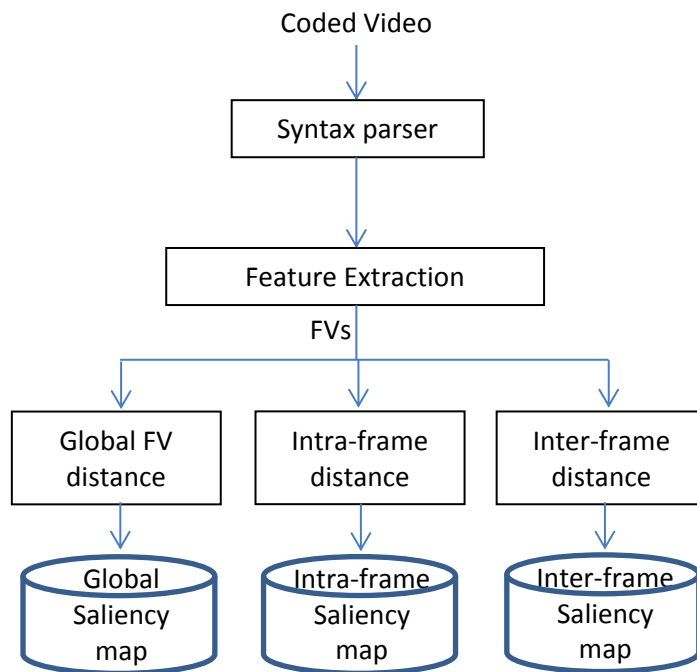 Coded Video
Syntax parser
Feature Extraction
FVs
Global FV
distance
Intra-frame
distance
Inter-frame
distance
Global
Saliency
map
Intra-frame
Saliency
map
Inter-frame
Saliency
map